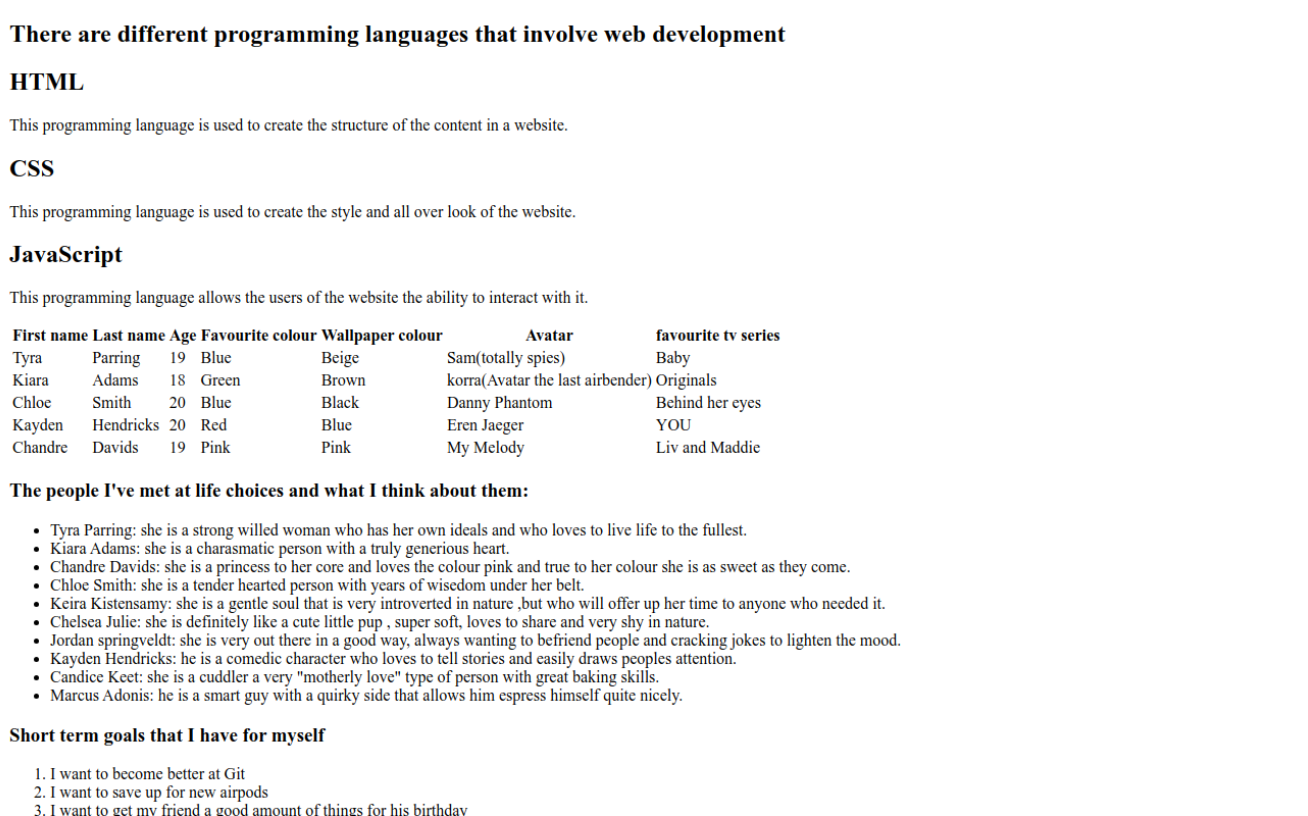 There are different programming languages that involve web development
HTML
This programming language is used to create the structure of the content in a website.
CSS
This programming language is used to create the style and all over look of the website.
JavaScript
This programming language allows the users of the website the ability to interact with it.
First name Last name Age Favourite colour Wallpaper colour Avatar favourite tv series
Tyra Parring 19 Blue Beige Sam(totally spies) Baby
Kiara Adams 18 Green Brown korra(Avatar the last airbender) Originals
Chloe Smith 20 Blue Black Danny Phantom Behind her eyes
Kayden Hendricks 20 Red Blue Eren Jaeger YOU
Chandre Davids 19 Pink Pink My Melody Liv and Maddie
The people I've met at life choices and what I think about them:
• Tyra Parring: she is a strong willed woman who has her own ideals and who loves to live life to the fullest.
• Kiara Adams: she is a charasmatic person with a truly generious heart.
• Chandre Davids: she is a princess to her core and loves the colour pink and true to her colour she is as sweet as they come.
• Chloe Smith: she is a tender hearted person with years of wisedom under her belt.
• Keira Kistensamy: she is a gentle soul that is very introverted in nature ,but who will offer up her time to anyone who needed it.
• Chelsea Julie: she is definitely like a cute little pup , super soft, loves to share and very shy in nature.
• Jordan springveldt: she is very out there in a good way, always wanting to befriend people and cracking jokes to lighten the mood.
• Kayden Hendricks: he is a comedic character who loves to tell stories and easily draws peoples attention.
• Candice Keet: she is a cuddler a very "motherly love" type of person with great baking skills.
• Marcus Adonis: he is a smart guy with a quirky side that allows him espress himself quite nicely.
Short term goals that I have for myself
1. I want to become better at Git
2. I want to save up for new airpods
3. I want to get my friend a good amount of things for his birthday